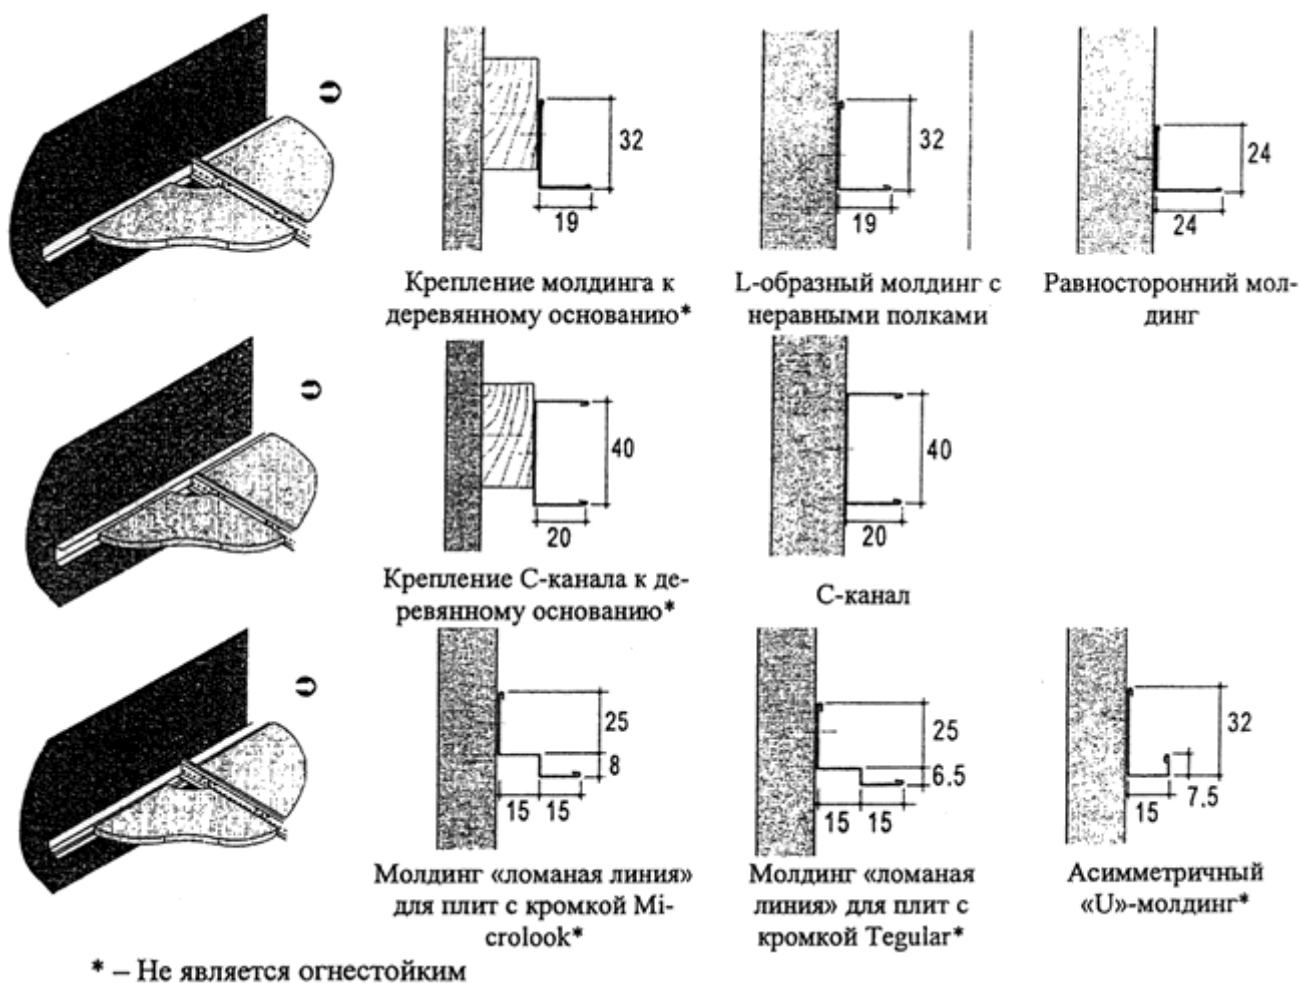 32
19
Крепление молдинга к
деревянному основанию*
32
19
L-образный молдинг с
неравными полками
24
24
Равносторонний мол-
динг
40
20
Крепление С-канала к де-
ревянному основанию*
40
20
С-канал
25
8
15 15
Молдинг «ломаная линия»
для плит с кромкой Mi-
crolook*
25
6.5
15 15
Молдинг «ломаная
линия» для плит с
кромкой Tegular*
32
7.5
15
Асимметричный
«U»-молдинг*
* – Не является огнестойким